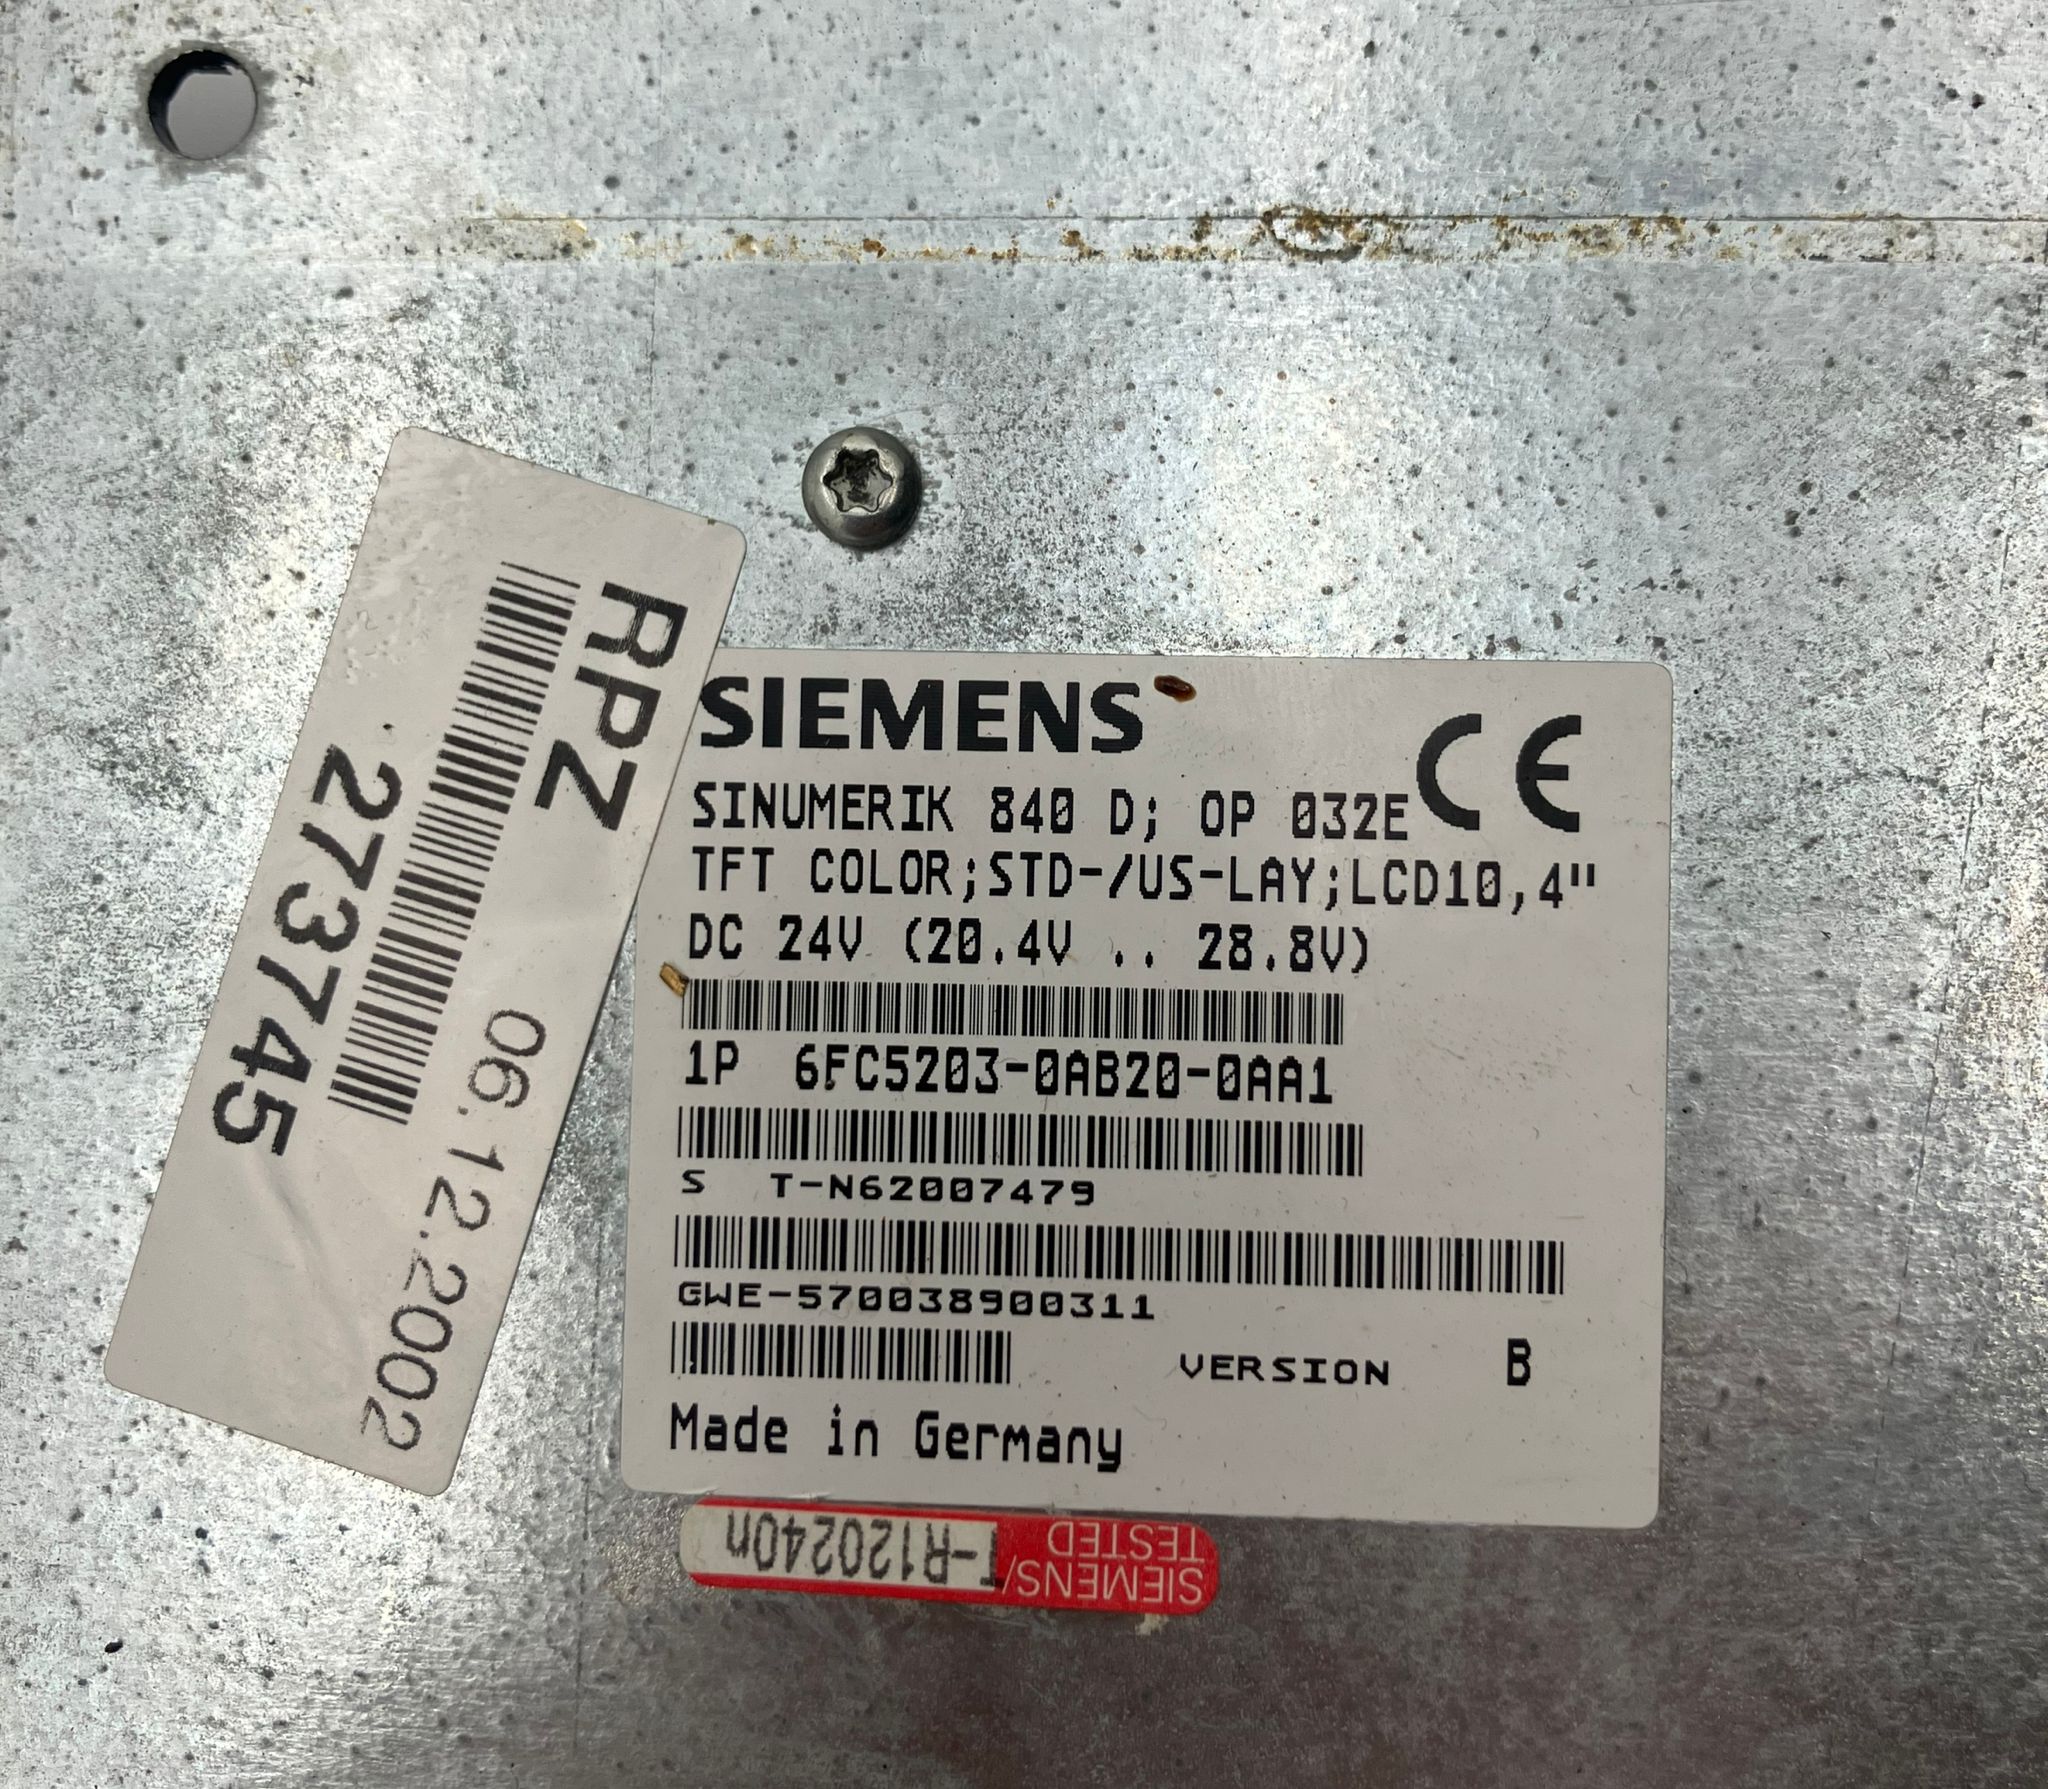 RPZ
06.12.2002
273745
SIEMENS
CE
SINUMERIK 840 D; OP 032E
TFT COLOR;STD-/US-LAY;LCD10,4"
DC 24V (20.4V .. 28.8V)
1P 6FC5203-0AB20-0AA1
S T-N62007479
GWE-570038900311
VERSION B
Made in Germany
SIEMENS/
TESTED
T-R120240n